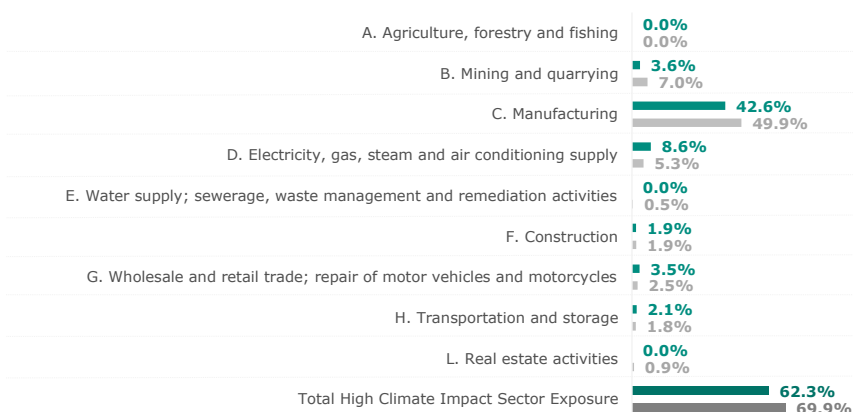 A. Agriculture, forestry and fishing
0.0%
0.0%
B. Mining and quarrying
3.6%
7.0%
C. Manufacturing
42.6%
49.9%
D. Electricity, gas, steam and air conditioning supply
8.6%
5.3%
E. Water supply; sewerage, waste management and remediation activities
0.0%
0.5%
F. Construction
1.9%
1.9%
G. Wholesale and retail trade; repair of motor vehicles and motorcycles
3.5%
2.5%
H. Transportation and storage
2.1%
1.8%
L. Real estate activities
0.0%
0.9%
Total High Climate Impact Sector Exposure
62.3%
69.9%